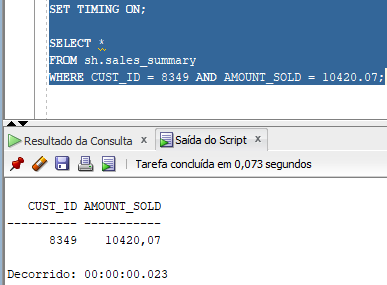 SET TIMING ON;
SELECT *
FROM sh.sales_summary
WHERE CUST_ID = 8349 AND AMOUNT_SOLD = 10420.07;
Resultado da Consulta x Saída do Script x
Tarefa concluída em 0,073 segundos
CUST_ID AMOUNT_SOLD
---------- -----------
8349 10420,07
Decorrido: 00:00:00.023